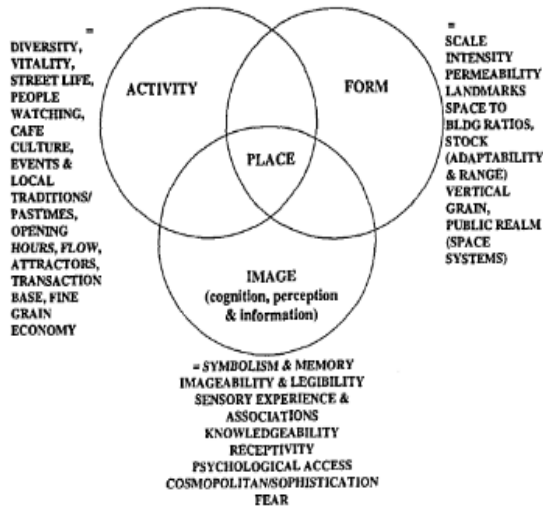 =
DIVERSITY,
VITALITY,
STREET LIFE,
PEOPLE
WATCHING,
CAFE
CULTURE,
EVENTS &
LOCAL
TRADITIONS/
PASTIMES,
OPENING
HOURS, FLOW,
ATTRACTORS,
TRANSACTION
BASE, FINE
GRAIN
ECONOMY
ACTIVITY
FORM
PLACE
IMAGE
(cognition, perception
& information)
=
SCALE
INTENSITY
PERMEABILITY
LANDMARKS
SPACE TO
BLDG RATIOS,
STOCK
(ADAPTABILITY
& RANGE)
VERTICAL
GRAIN,
PUBLIC REALM
(SPACE
SYSTEMS)
= SYMBOLISM & MEMORY
IMAGEABILITY & LEGIBILITY
SENSORY EXPERIENCE &
ASSOCIATIONS
KNOWLEDGEABILITY
RECEPTIVITY
PSYCHOLOGICAL ACCESS
COSMOPOLITAN/SOPHISTICATION
FEAR